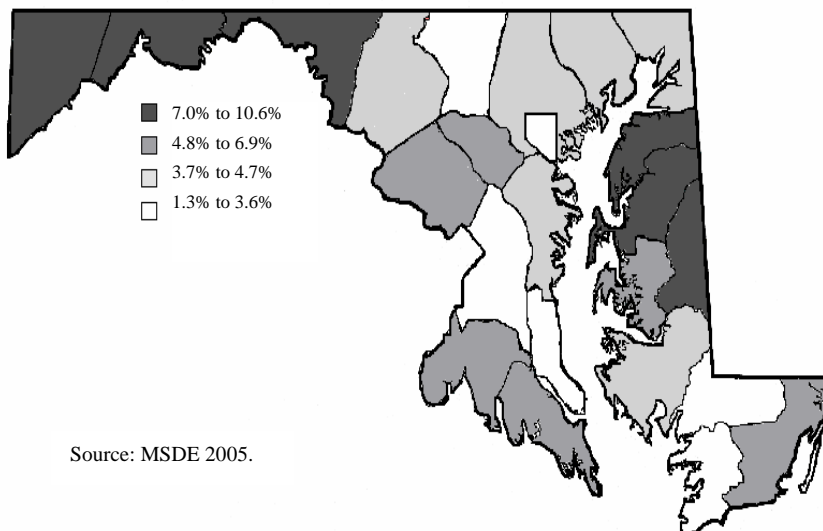 7.0% to 10.6%
4.8% to 6.9%
3.7% to 4.7%
1.3% to 3.6%
Source: MSDE 2005.